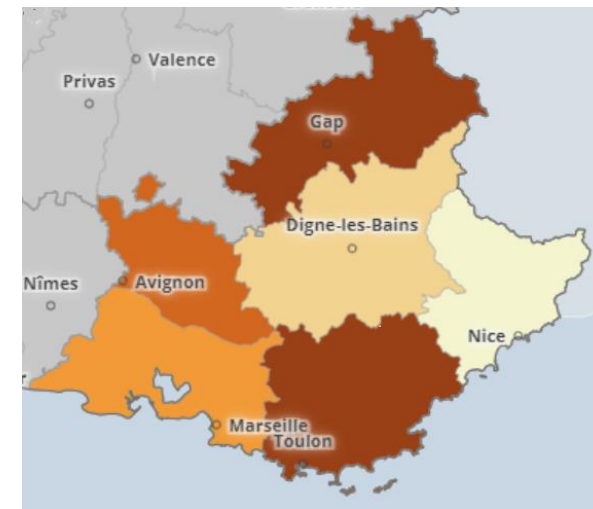 Valence
Privas
Gap
Digne-les-Bains
Nîmes
Avignon
Nice
Marseille
Toulon